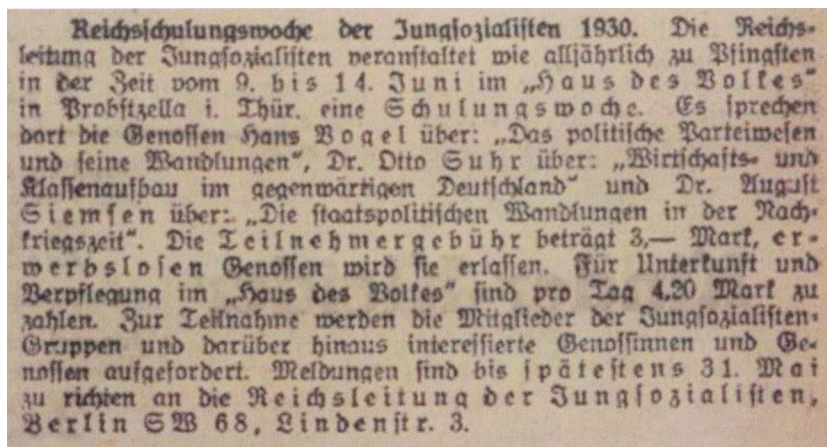 Reichsschulungswoche der Jungsozialisten 1930. Die Reichs-
leitung der Jungsozialisten veranstaltet wie alljährlich zu Pfingsten
in der Zeit vom 9. bis 14. Juni im „Haus des Volkes“
in Probstzella i. Thür. eine Schulungswoche. Es sprechen
dort die Genossen Hans Vogel über: „Das politische Parteiwesen
und seine Wandlungen“, Dr. Otto Suhr über: „Wirtschafts- und
Klassenaufbau im gegenwärtigen Deutschland“ und Dr. August
Siemsen über: „Die staatspolitischen Wandlungen in der Nach-
kriegszeit“. Die Teilnehmergebühr beträgt 3,— Mark, er-
werbslosen Genossen wird sie erlassen. Für Unterkunft und
Verpflegung im „Haus des Volkes“ sind pro Tag 4,20 Mark zu
zahlen. Zur Teilnahme werden die Mitglieder der Jungsozialisten-
Gruppen und darüber hinaus interessierte Genossinnen und Ge-
nossen aufgefordert. Meldungen sind bis spätestens 31. Mai
zu richten an die Reichsleitung der Jungsozialisten,
Berlin SW 68, Lindenstr. 3.